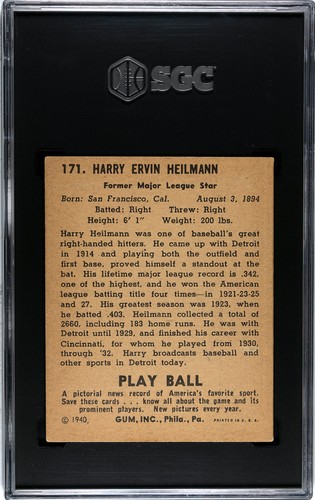 SGC
171. HARRY ERVIN HEILMANN
Former Major League Star
Born: San Francisco, Cal. August 3, 1894
Batted: Right Threw: Right
Height: 6' 1" Weight: 200 lbs.
Harry Heilmann was one of baseball's great
right-handed hitters. He came up with Detroit
in 1914 and playing both the outfield and
first base, proved himself a standout at the
bat. His lifetime major league record is .342,
one of the highest, and he won the American
league batting title four times—in 1921-23-25
and 27. His greatest season was 1923, when
he batted .403. Heilmann collected a total of
2660, including 183 home runs. He was with
Detroit until 1929, and finished his career with
Cincinnati, for whom he played from 1930,
through '32. Harry broadcasts baseball and
other sports in Detroit today.
PLAY BALL
A pictorial news record of America's favorite sport.
Save these cards . . . know all about the game and its
prominent players. New pictures every year.
© 1940, GUM, INC., Phila., Pa. PRINTED IN U. S. A.